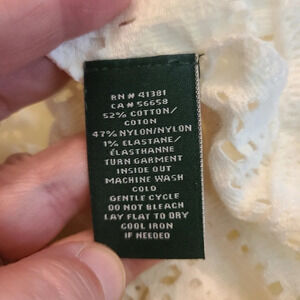 RN # 41381
CA # 56658
52% COTTON/
COTON
47% NYLON/NYLON
1% ELASTANE/
ÉLASTHANNE
TURN GARMENT
INSIDE OUT
MACHINE WASH
COLD
GENTLE CYCLE
DO NOT BLEACH
LAY FLAT TO DRY
COOL IRON
IF NEEDED